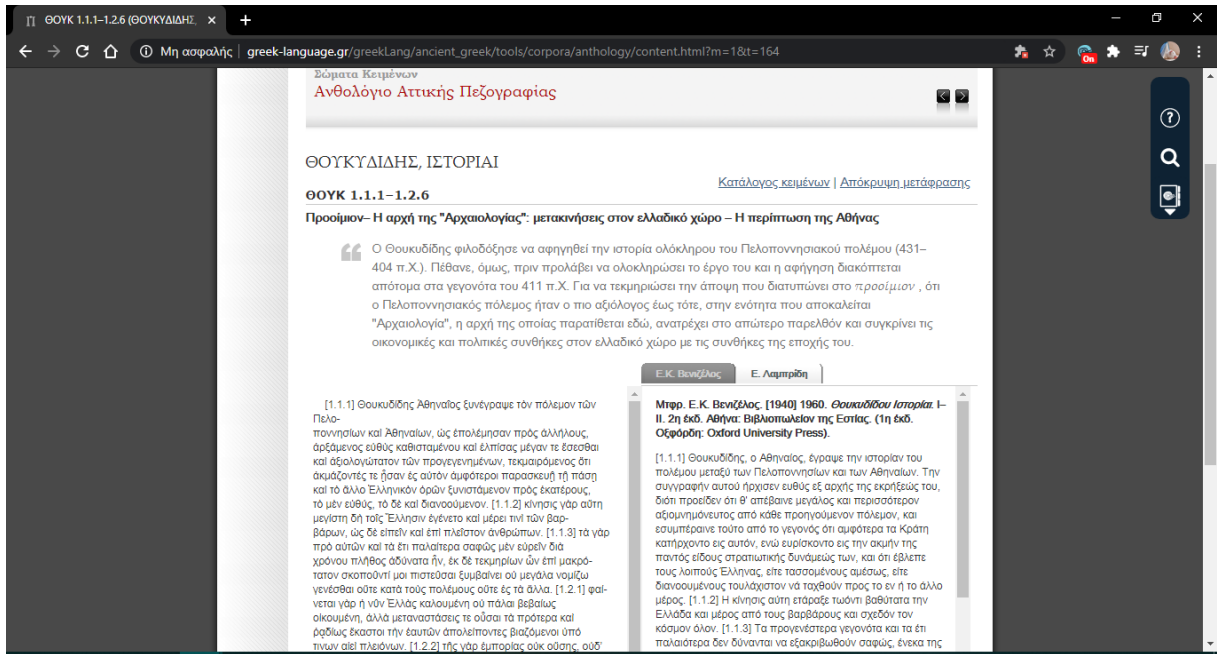 ΘΟΥΚ 1.1.1–1.2.6 (ΘΟΥΚΥΔΙΔΗΣ,
Μη ασφαλής
greek-language.gr/greekLang/ancient_greek/tools/corpora/anthology/content.html?m=1&t=164
On
Σώματα Κειμένων
Ανθολόγιο Αττικής Πεζογραφίας
ΘΟΥΚΥΔΙΔΗΣ, ΙΣΤΟΡΙΑΙ
Κατάλογος κειμένων | Απόκρυψη μετάφρασης
ΘΟΥΚ 1.1.1–1.2.6
Προοίμιον– Η αρχή της "Αρχαιολογίας": μετακινήσεις στον ελλαδικό χώρο – Η περίπτωση της Αθήνας
Ο Θουκυδίδης φιλοδόξησε να αφηγηθεί την ιστορία ολόκληρου του Πελοποννησιακού πολέμου (431–
404 π.Χ.). Πέθανε, όμως, πριν προλάβει να ολοκληρώσει το έργο του και η αφήγηση διακόπτεται
απότομα στα γεγονότα του 411 π.Χ. Για να τεκμηριώσει την άποψη που διατυπώνει στο προοίμιον , ότι
ο Πελοποννησιακός πόλεμος ήταν ο πιο αξιόλογος έως τότε, στην ενότητα που αποκαλείται
"Αρχαιολογία", η αρχή της οποίας παρατίθεται εδώ, ανατρέχει στο απώτερο παρελθόν και συγκρίνει τις
οικονομικές και πολιτικές συνθήκες στον ελλαδικό χώρο με τις συνθήκες της εποχής του.
Ε.Κ. Βενιζέλος
Ε. Λαμπρίδη
[1.1.1] Θουκυδίδης Ἀθηναῖος ξυνέγραψε τὸν πόλεμον τῶν
Πελο-
ποννησίων καὶ Ἀθηναίων, ὡς ἐπολέμησαν πρὸς ἀλλήλους,
ἀρξάμενος εὐθὺς καθισταμένου καὶ ἐλπίσας μέγαν τε ἔσεσθαι
καὶ ἀξιολογώτατον τῶν προγεγενημένων, τεκμαιρόμενος ὅτι
ἀκμάζοντές τε ᾖσαν ἐς αὐτὸν ἀμφότεροι παρασκευῇ τῇ πάσῃ
καὶ τὸ ἄλλο Ἑλληνικὸν ὁρῶν ξυνιστάμενον πρὸς ἑκατέρους,
τὸ μὲν εὐθύς, τὸ δὲ καὶ διανοούμενον. [1.1.2] κίνησις γὰρ αὕτη
μεγίστη δὴ τοῖς Ἕλλησιν ἐγένετο καὶ μέρει τινὶ τῶν βαρ-
βάρων, ὡς δὲ εἰπεῖν καὶ ἐπὶ πλεῖστον ἀνθρώπων. [1.1.3] τὰ γὰρ
πρὸ αὐτῶν καὶ τὰ ἔτι παλαίτερα σαφῶς μὲν εὑρεῖν διὰ
χρόνου πλῆθος ἀδύνατα ἦν, ἐκ δὲ τεκμηρίων ὧν ἐπὶ μακρό-
τατον σκοποῦντί μοι πιστεῦσαι ξυμβαίνει οὐ μεγάλα νομίζω
γενέσθαι οὔτε κατὰ τοὺς πολέμους οὔτε ἐς τὰ ἄλλα. [1.2.1] φαί-
νεται γὰρ ἡ νῦν Ἑλλὰς καλουμένη οὐ πάλαι βεβαίως
οἰκουμένη, ἀλλὰ μεταναστάσεις τε οὖσαι τὰ πρότερα καὶ
ῥᾳδίως ἕκαστοι τὴν ἑαυτῶν ἀπολείποντες βιαζόμενοι ὑπό
τινων αἰεὶ πλειόνων. [1.2.2] τῆς γὰρ ἐμπορίας οὐκ οὔσης, οὐδ'
Μτφρ. Ε.Κ. Βενιζέλος. [1940] 1960. Θουκυδίδου Ιστορίαι. I–
II. 2η έκδ. Αθήνα: Βιβλιοπωλείον της Εστίας. (1η έκδ.
Οξφόρδη: Oxford University Press).
[1.1.1] Θουκυδίδης, ο Αθηναίος, έγραψε την ιστορίαν του
πολέμου μεταξύ των Πελοποννησίων και των Αθηναίων. Την
συγγραφήν αυτού ήρχισεν ευθύς εξ αρχής της εκρήξεώς του,
διότι προείδεν ότι θ' απέβαινε μεγάλος και περισσότερον
αξιομνημόνευτος από κάθε προηγούμενον πόλεμον, και
εσυμπέραινε τούτο από το γεγονός ότι αμφότερα τα Κράτη
κατήρχοντο εις αυτόν, ενώ ευρίσκοντο εις την ακμήν της
παντός είδους στρατιωτικής δυνάμεώς των, και ότι έβλεπε
τους λοιπούς Έλληνας, είτε τασσομένους αμέσως, είτε
διανοουμένους τουλάχιστον νά ταχθούν προς το εν ή το άλλο
μέρος. [1.1.2] Η κίνησις αύτη ετάραξε τωόντι βαθύτατα την
Ελλάδα και μέρος από τους βαρβάρους και σχεδόν τον
κόσμον όλον. [1.1.3] Τα προγενέστερα γεγονότα και τα έτι
παλαιότερα δεν δύνανται να εξακριβωθούν σαφώς, ένεκα της